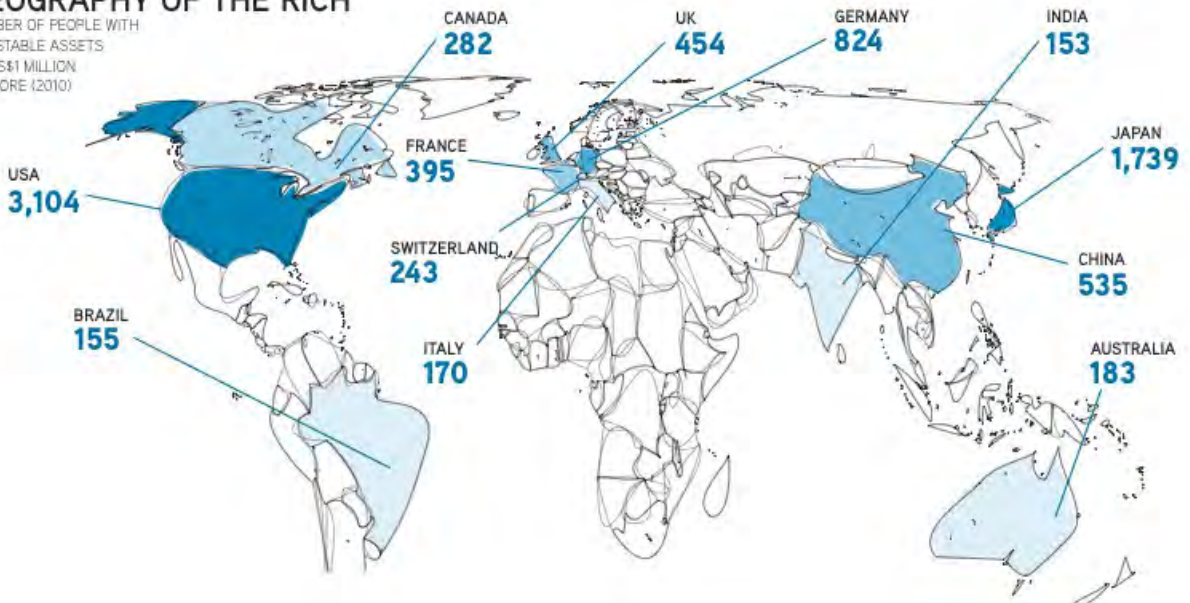 EOGRAPHY OF THE RICH
BER OF PEOPLE WITH
STABLE ASSETS
S$1 MILLION
ORE (2010)
CANADA
282
UK
454
GERMANY
824
INDIA
153
FRANCE
395
JAPAN
1,739
USA
3,104
SWITZERLAND
243
CHINA
535
BRAZIL
155
ITALY
170
AUSTRALIA
183